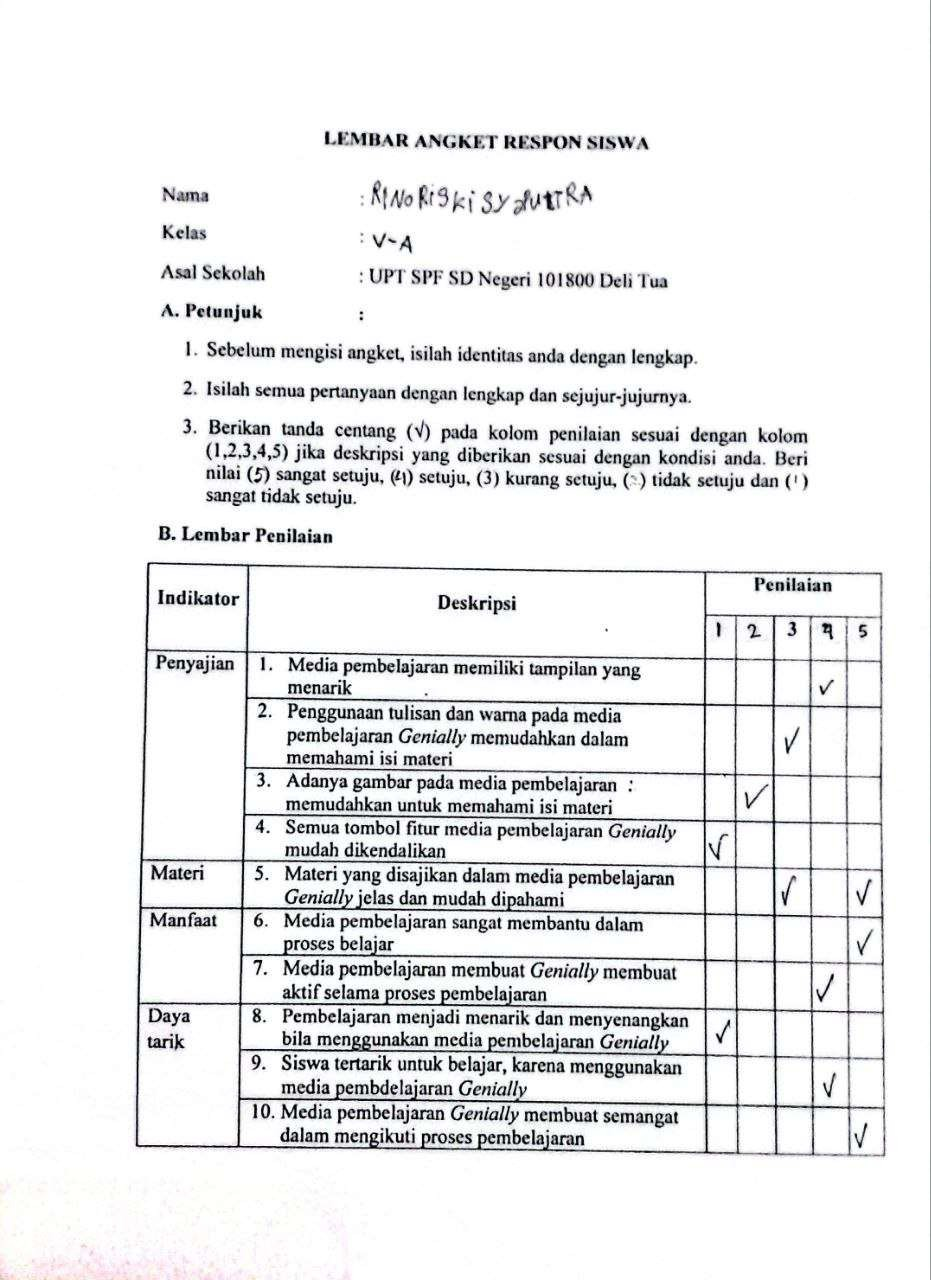 LEMBAR ANGKET RESPON SISWA
Nama : RINO RISKI SYAPUTTRA
Kelas : V-A
Asal Sekolah : UPT SPF SD Negeri 101800 Deli Tua
A. Petunjuk :
1. Sebelum mengisi angket, isilah identitas anda dengan lengkap.
2. Isilah semua pertanyaan dengan lengkap dan sejujur-jujurnya.
3. Berikan tanda centang (√) pada kolom penilaian sesuai dengan kolom
(1,2,3,4,5) jika deskripsi yang diberikan sesuai dengan kondisi anda. Beri
nilai (5) sangat setuju, (4) setuju, (3) kurang setuju, (2) tidak setuju dan (1)
sangat tidak setuju.
B. Lembar Penilaian
Indikator Deskripsi Penilaian
1 2 3 4 5
Penyajian 1. Media pembelajaran memiliki tampilan yang
menarik ✓
2. Penggunaan tulisan dan warna pada media
pembelajaran Genially memudahkan dalam ✓
memahami isi materi
3. Adanya gambar pada media pembelajaran :
memudahkan untuk memahami isi materi ✓
4. Semua tombol fitur media pembelajaran Genially
mudah dikendalikan ✓
Materi 5. Materi yang disajikan dalam media pembelajaran
Genially jelas dan mudah dipahami ✓ ✓
Manfaat 6. Media pembelajaran sangat membantu dalam
proses belajar ✓
7. Media pembelajaran membuat Genially membuat
aktif selama proses pembelajaran ✓
Daya 8. Pembelajaran menjadi menarik dan menyenangkan
tarik bila menggunakan media pembelajaran Genially ✓
9. Siswa tertarik untuk belajar, karena menggunakan
media pembdelajaran Genially ✓
10. Media pembelajaran Genially membuat semangat
dalam mengikuti proses pembelajaran ✓